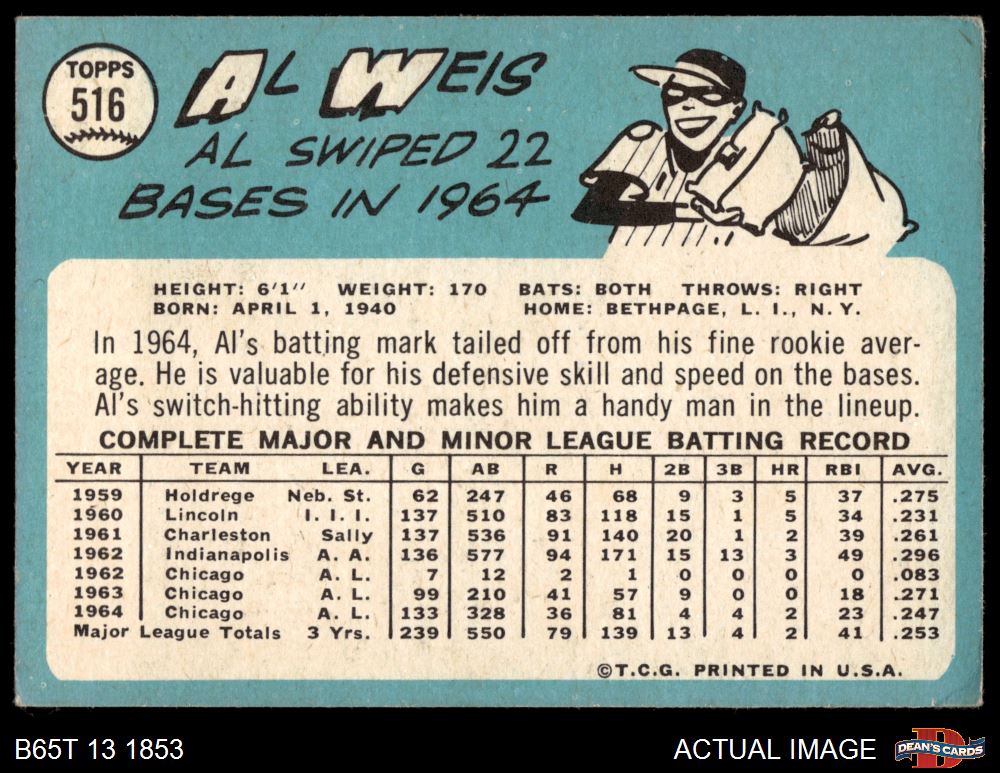 TOPPS
516
AL WEIS
AL SWIPED 22
BASES IN 1964
HEIGHT: 6'1" WEIGHT: 170 BATS: BOTH THROWS: RIGHT
BORN: APRIL 1, 1940 HOME: BETHPAGE, L. I., N. Y.
In 1964, Al's batting mark tailed off from his fine rookie aver-
age. He is valuable for his defensive skill and speed on the bases.
Al's switch-hitting ability makes him a handy man in the lineup.
COMPLETE MAJOR AND MINOR LEAGUE BATTING RECORD
YEAR TEAM LEA. G AB R H 2B 3B HR RBI AVG.
1959 Holdrege Neb. St. 62 247 46 68 9 3 5 37 .275
1960 Lincoln I. I. I. 137 510 83 118 15 1 5 34 .231
1961 Charleston Sally 137 536 91 140 20 1 2 39 .261
1962 Indianapolis A. A. 136 577 94 171 15 13 3 49 .296
1962 Chicago A. L. 7 12 2 1 0 0 0 0 .083
1963 Chicago A. L. 99 210 41 57 9 0 0 18 .271
1964 Chicago A. L. 133 328 36 81 4 4 2 23 .247
Major League Totals 3 Yrs. 239 550 79 139 13 4 2 41 .253
©T.C.G. PRINTED IN U.S.A.
B65T 13 1853
ACTUAL IMAGE
D
DEAN'S CARDS